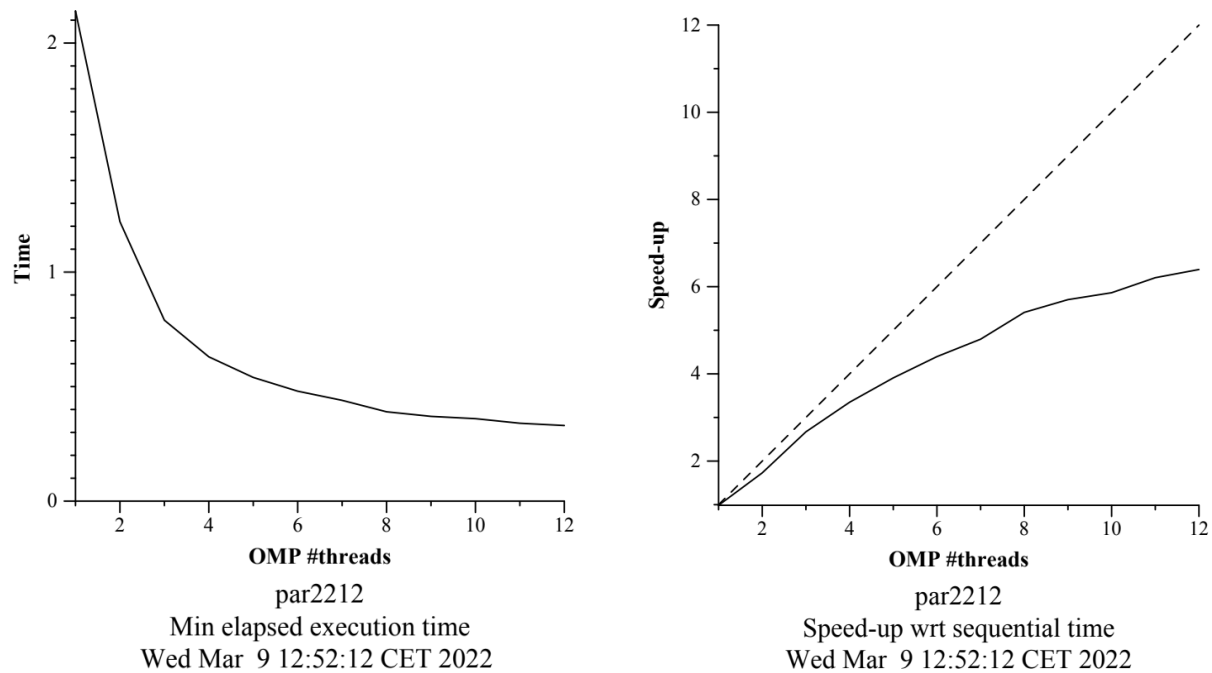 2
1
0
Time
2
4
6
8
10
12
OMP #threads
par2212
Min elapsed execution time
Wed Mar  9 12:52:12 CET 2022
12
10
8
6
4
2
Speed-up
2
4
6
8
10
12
OMP #threads
par2212
Speed-up wrt sequential time
Wed Mar  9 12:52:12 CET 2022